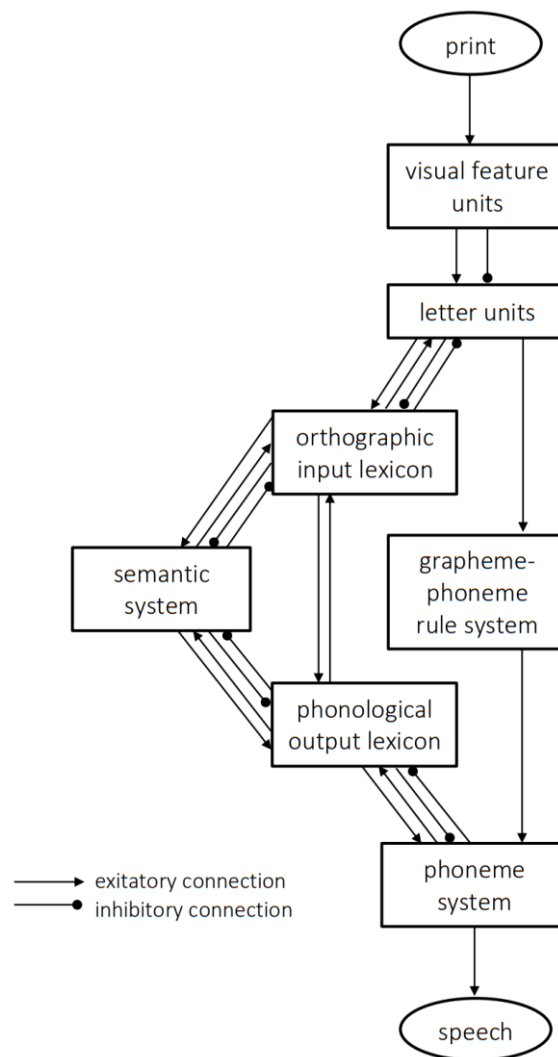 print
visual feature
units
letter units
orthographic
input lexicon
semantic
system
grapheme-
phoneme
rule system
phonological
output lexicon
exitatory connection
inhibitory connection
phoneme
system
speech